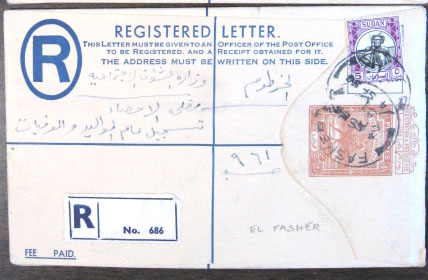 REGISTERED LETTER.
THIS LETTER MUST BE GIVEN TO AN OFFICER OF THE POST OFFICE
TO BE REGISTERED, AND A RECEIPT OBTAINED FOR IT.
THE ADDRESS MUST BE WRITTEN ON THIS SIDE.
R
SUDAN
وزارة الشئون الاجتماعية
الخرطوم
الاحصاء
تسجيل عام المواليد والوفيات
٩٦١
R
No. 686
EL FASHER
FEE PAID.